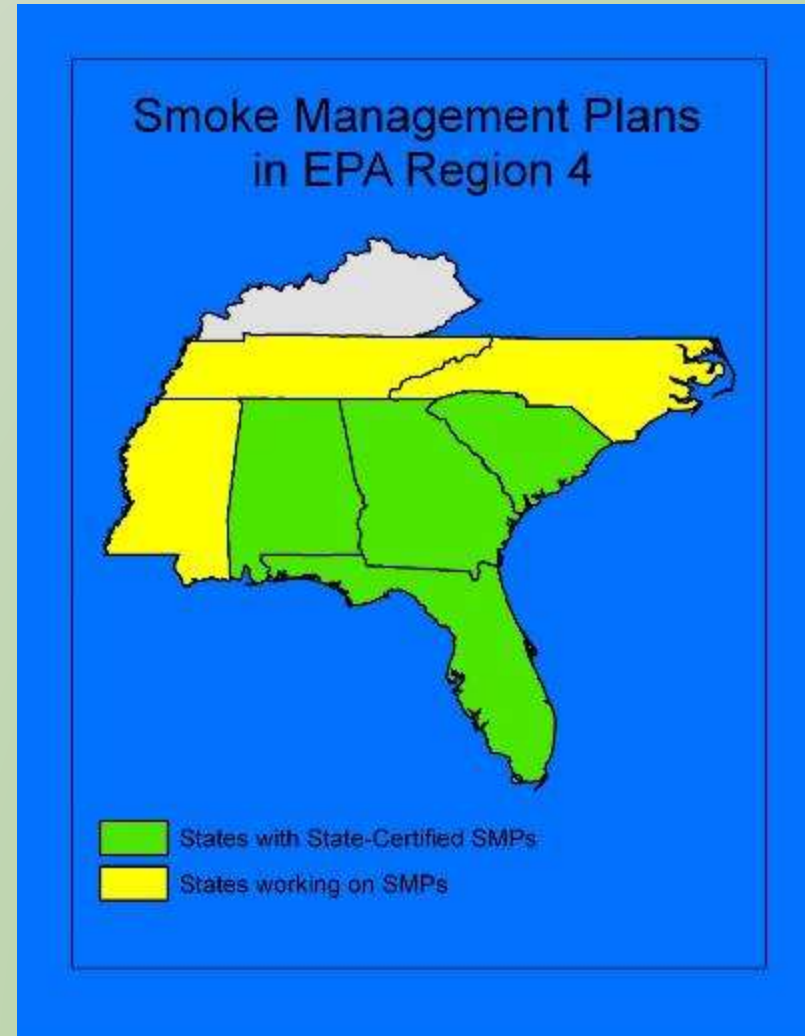 Smoke Management Plans
in EPA Region 4
States with State-Certified SMPs
States working on SMPs